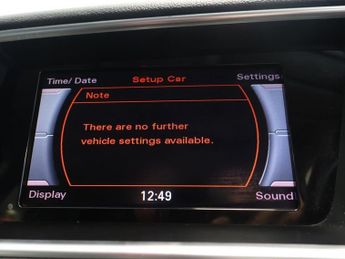 Time/ Date Setup Car Settings
Note
There are no further
vehicle settings available.
Display 12:49 Sound